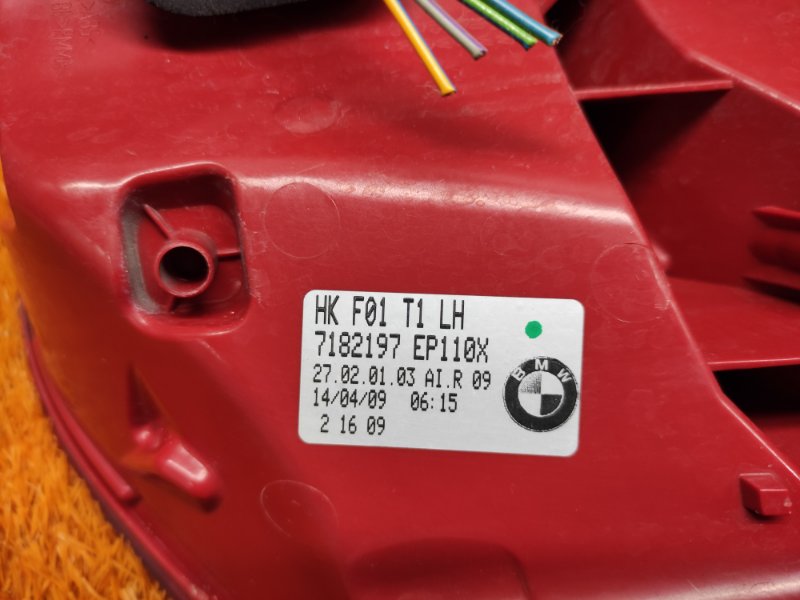 HK F01 T1 LH
7182197 EP110X
27.02.01.03 AI.R 09
14/04/09 06:15
2 16 09
BMW